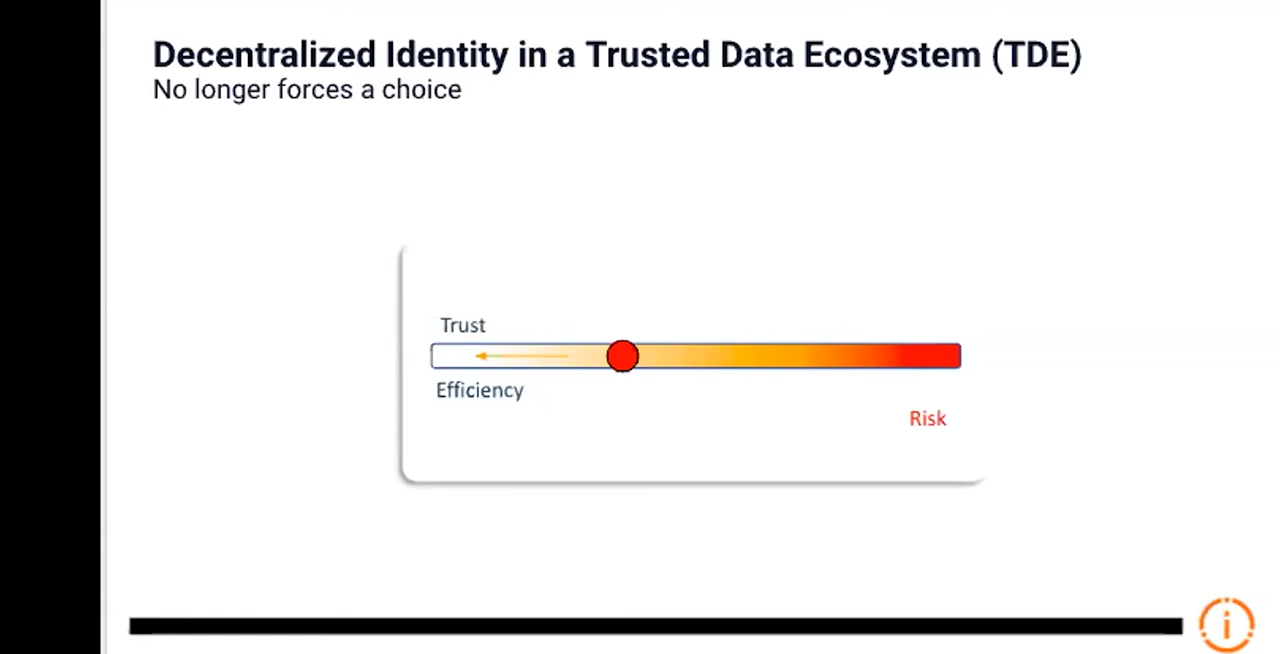 Decentralized Identity in a Trusted Data Ecosystem (TDE)
No longer forces a choice
Trust
Efficiency
Risk
i